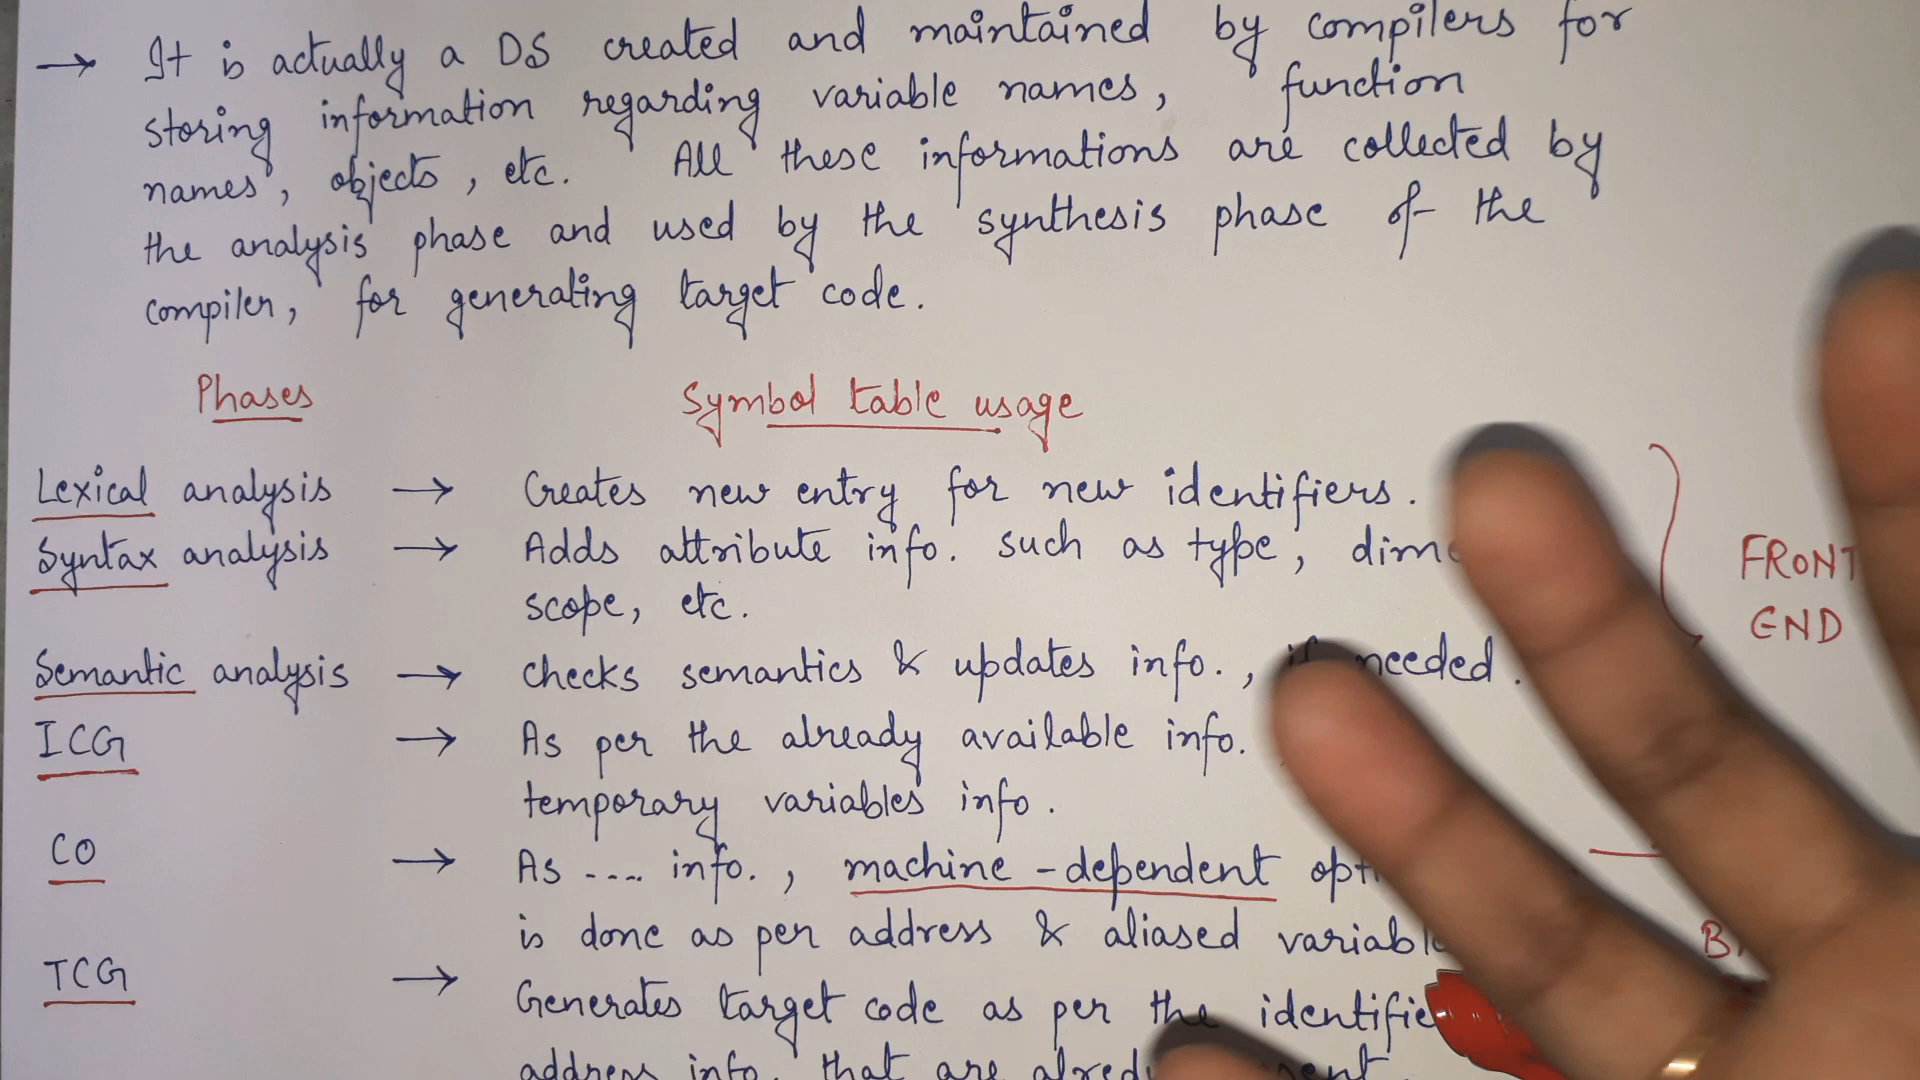 → It is actually a DS created and maintained by compilers for
storing information regarding variable names, function
names, objects, etc. All these informations are collected by
the analysis phase and used by the synthesis phase of the
compiler, for generating target code.
Phases Symbol table usage
Lexical analysis → Creates new entry for new identifiers.
Syntax analysis → Adds attribute info. such as type,
scope, etc.
Semantic analysis → checks semantics & updates info., if needed.
FRONT
END
ICG → As per the already available info.
temporary variables info.
CO → As .... info., machine-dependent
is done as per address & aliased
TCG → Generates target code as per the
address info. that are